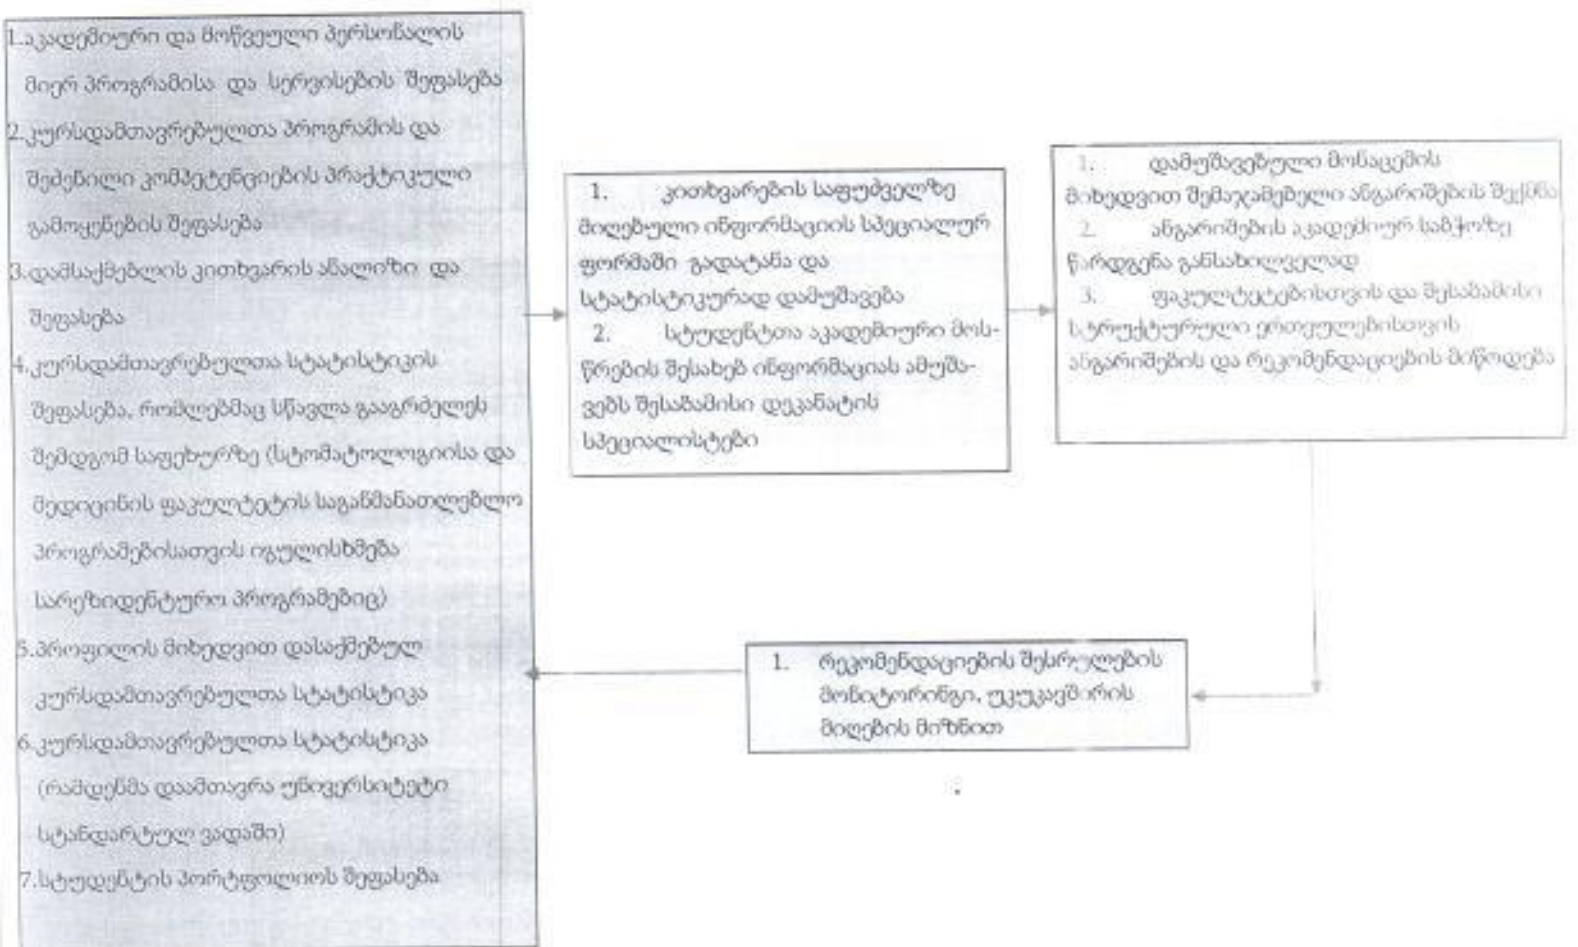 1.აკადემიური და მოწვეული პერსონალის
მიერ პროგრამისა და სერვისების შეფასება
2.კურსდამთავრებულთა პროგრამის და
შეძენილი კომპეტენციების პრაქტიკული
გამოყენების შეფასება
3.დამსაქმებლის კითხვარის ანალიზი და
შეფასება
4.კურსდამთავრებულთა სტატისტიკის
შეფასება, რომლებმაც სწავლა გააგრძელეს
შემდგომ საფეხურზე (სტომატოლოგიისა და
მედიცინის ფაკულტეტის საგანმანათლებლო
პროგრამებისათვის იგულისხმება
სარეზიდენტურო პროგრამებიც)
5.პროფილის მიხედვით დასაქმებულ
კურსდამთავრებულთა სტატისტიკა
6.კურსდამთავრებულთა სტატისტიკა
(რამდენმა დაამთავრა უნივერსიტეტი
სტანდარტულ ვადაში)
7.სტუდენტის პორტფოლიოს შეფასება
1. კითხვარების საფუძველზე
მიღებული ინფორმაციის სპეციალურ
ფორმაში გადატანა და
სტატისტიკურად დამუშავება
2. სტუდენტთა აკადემიური მოს-
წრების შესახებ ინფორმაციას ამუშა-
ვებს შესაბამისი დეკანატის
სპეციალისტები
1. დამუშავებული მონაცემის
მიხედვით შემაჯამებელი ანგარიშების შექმნა
2. ანგარიშების აკადემიურ საბჭოზე
წარდგენა განსახილველად
3. ფაკულტეტებისთვის და შესაბამისი
სტრუქტურული ერთეულებისთვის
ანგარიშების და რეკომენდაციების მიწოდება
1. რეკომენდაციების შესრულების
მონიტორინგი, უკუკავშირის
მიღების მიზნით